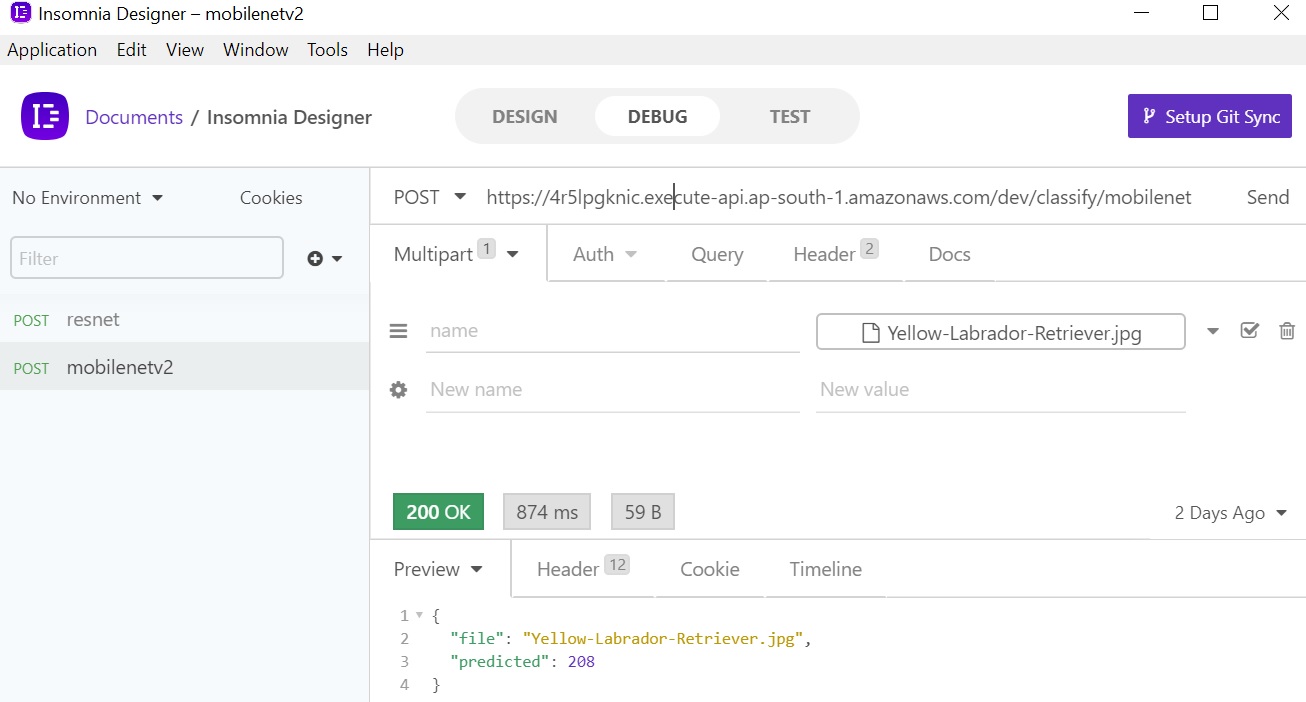 Insomnia Designer – mobilenetv2
Application Edit View Window Tools Help
Documents / Insomnia Designer
DESIGN DEBUG TEST
Setup Git Sync
No Environment Cookies
POST https://4r5lpgknic.execute-api.ap-south-1.amazonaws.com/dev/classify/mobilenet Send
Filter
Multipart 1 Auth Query Header 2 Docs
POST resnet
POST mobilenetv2
name Yellow-Labrador-Retriever.jpg
New name New value
200 OK 874 ms 59 B 2 Days Ago
Preview Header 12 Cookie Timeline
1 {
2 "file": "Yellow-Labrador-Retriever.jpg",
3 "predicted": 208
4 }